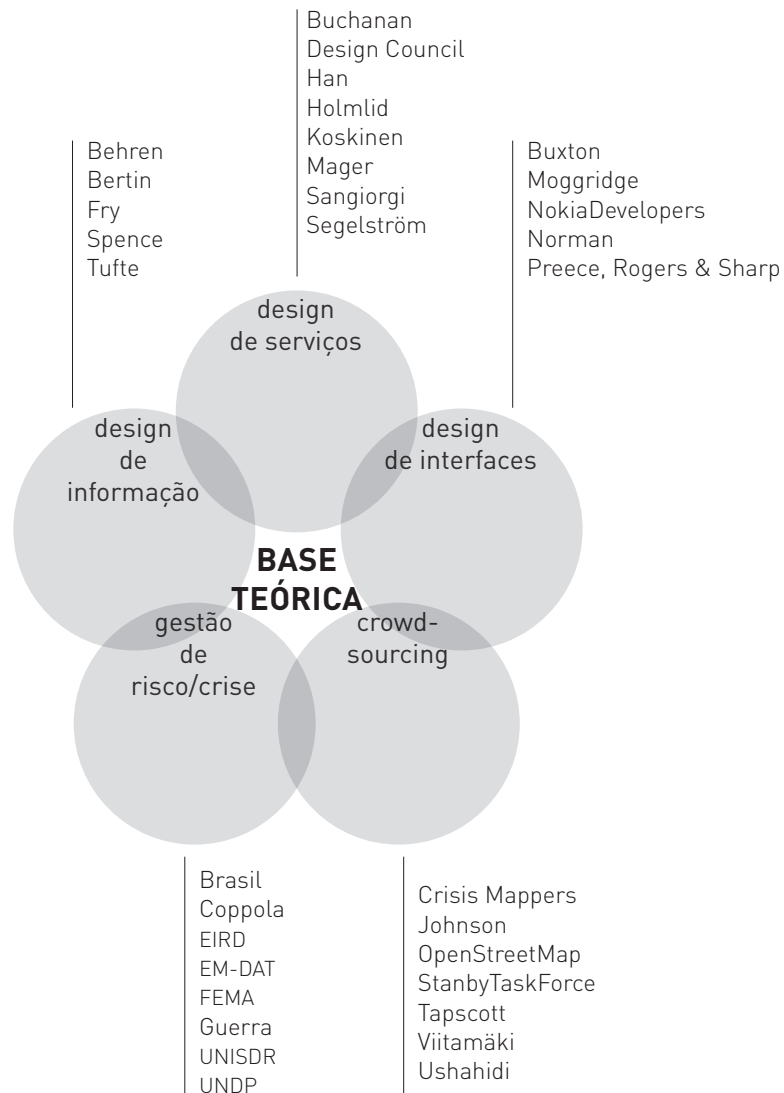 Buchanan
Design Council
Han
Holmlid
Koskinen
Mager
Sangiorgi
Segelström
Behren
Bertin
Fry
Spence
Tufte
Buxton
Moggridge
NokiaDevelopers
Norman
Preece, Rogers & Sharp
design
de serviços
design
de
informação
design
de interfaces
BASE
TEÓRICA
gestão
de
risco/crise
crowd-
sourcing
Brasil
Coppola
EIRD
EM-DAT
FEMA
Guerra
UNISDR
UNDP
Crisis Mappers
Johnson
OpenStreetMap
StanbyTaskForce
Tapscott
Viitamäki
Ushahidi